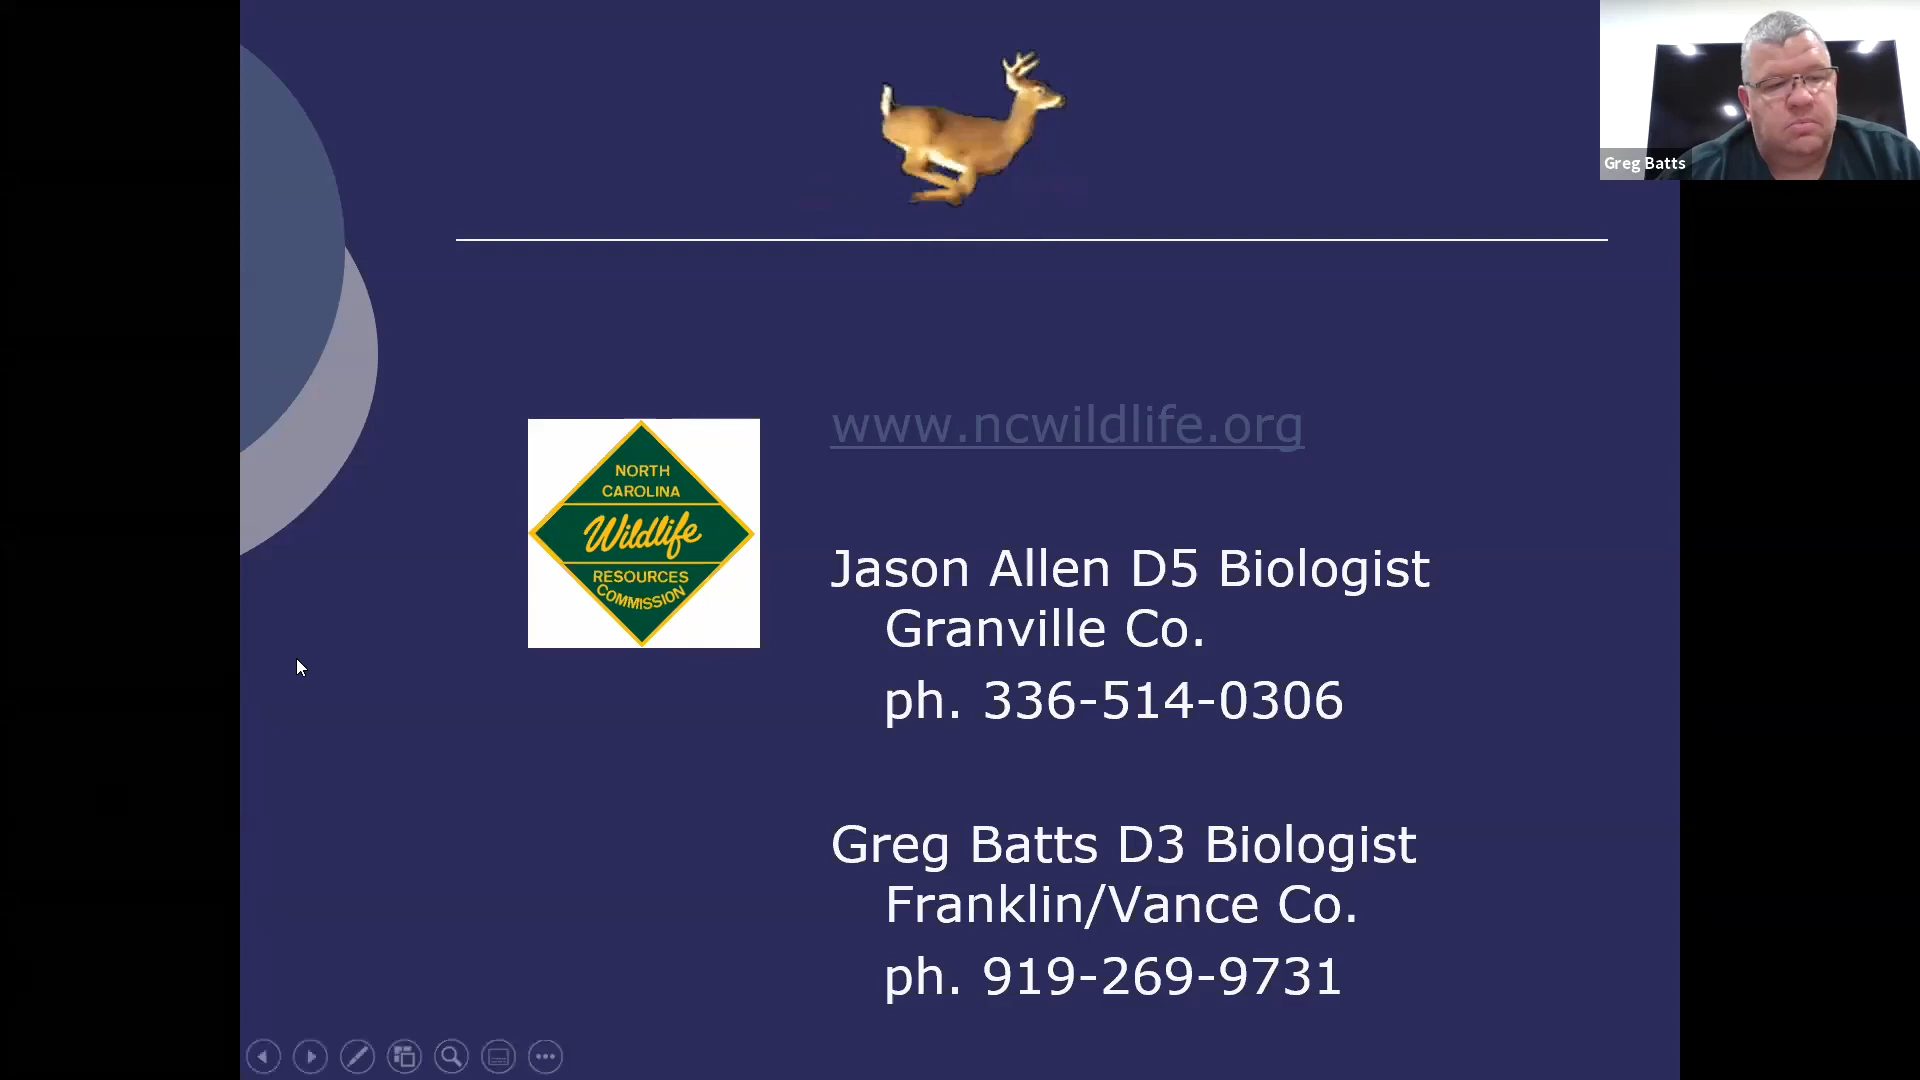 Greg Batts
www.ncwildlife.org
NORTH
CAROLINA
Wildlife
RESOURCES
COMMISSION
Jason Allen D5 Biologist
Granville Co.
ph. 336-514-0306
Greg Batts D3 Biologist
Franklin/Vance Co.
ph. 919-269-9731